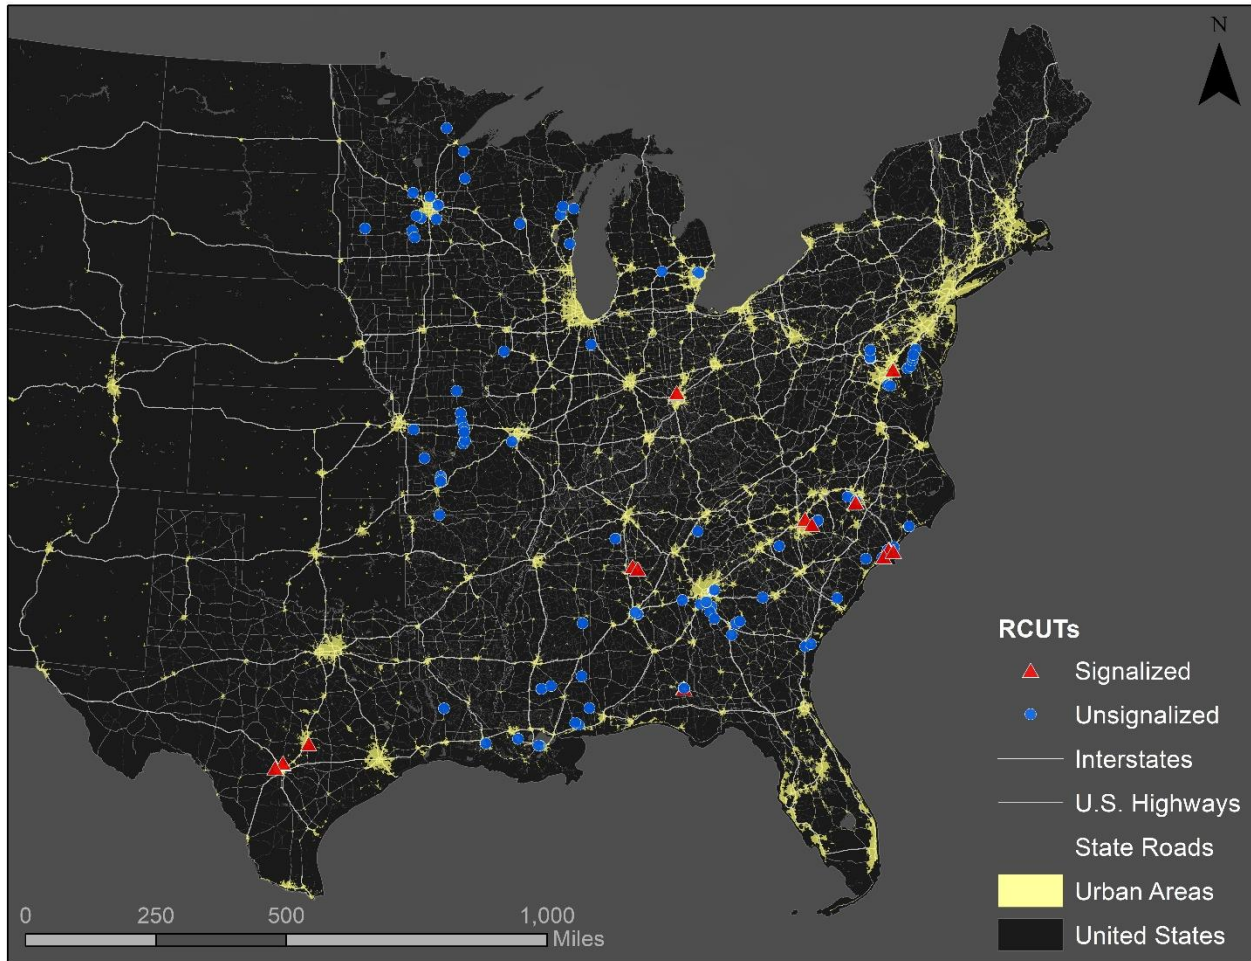 N
RCUTs
Signalized
Unsignalized
Interstates
U.S. Highways
State Roads
Urban Areas
United States
0 250 500 1,000
Miles